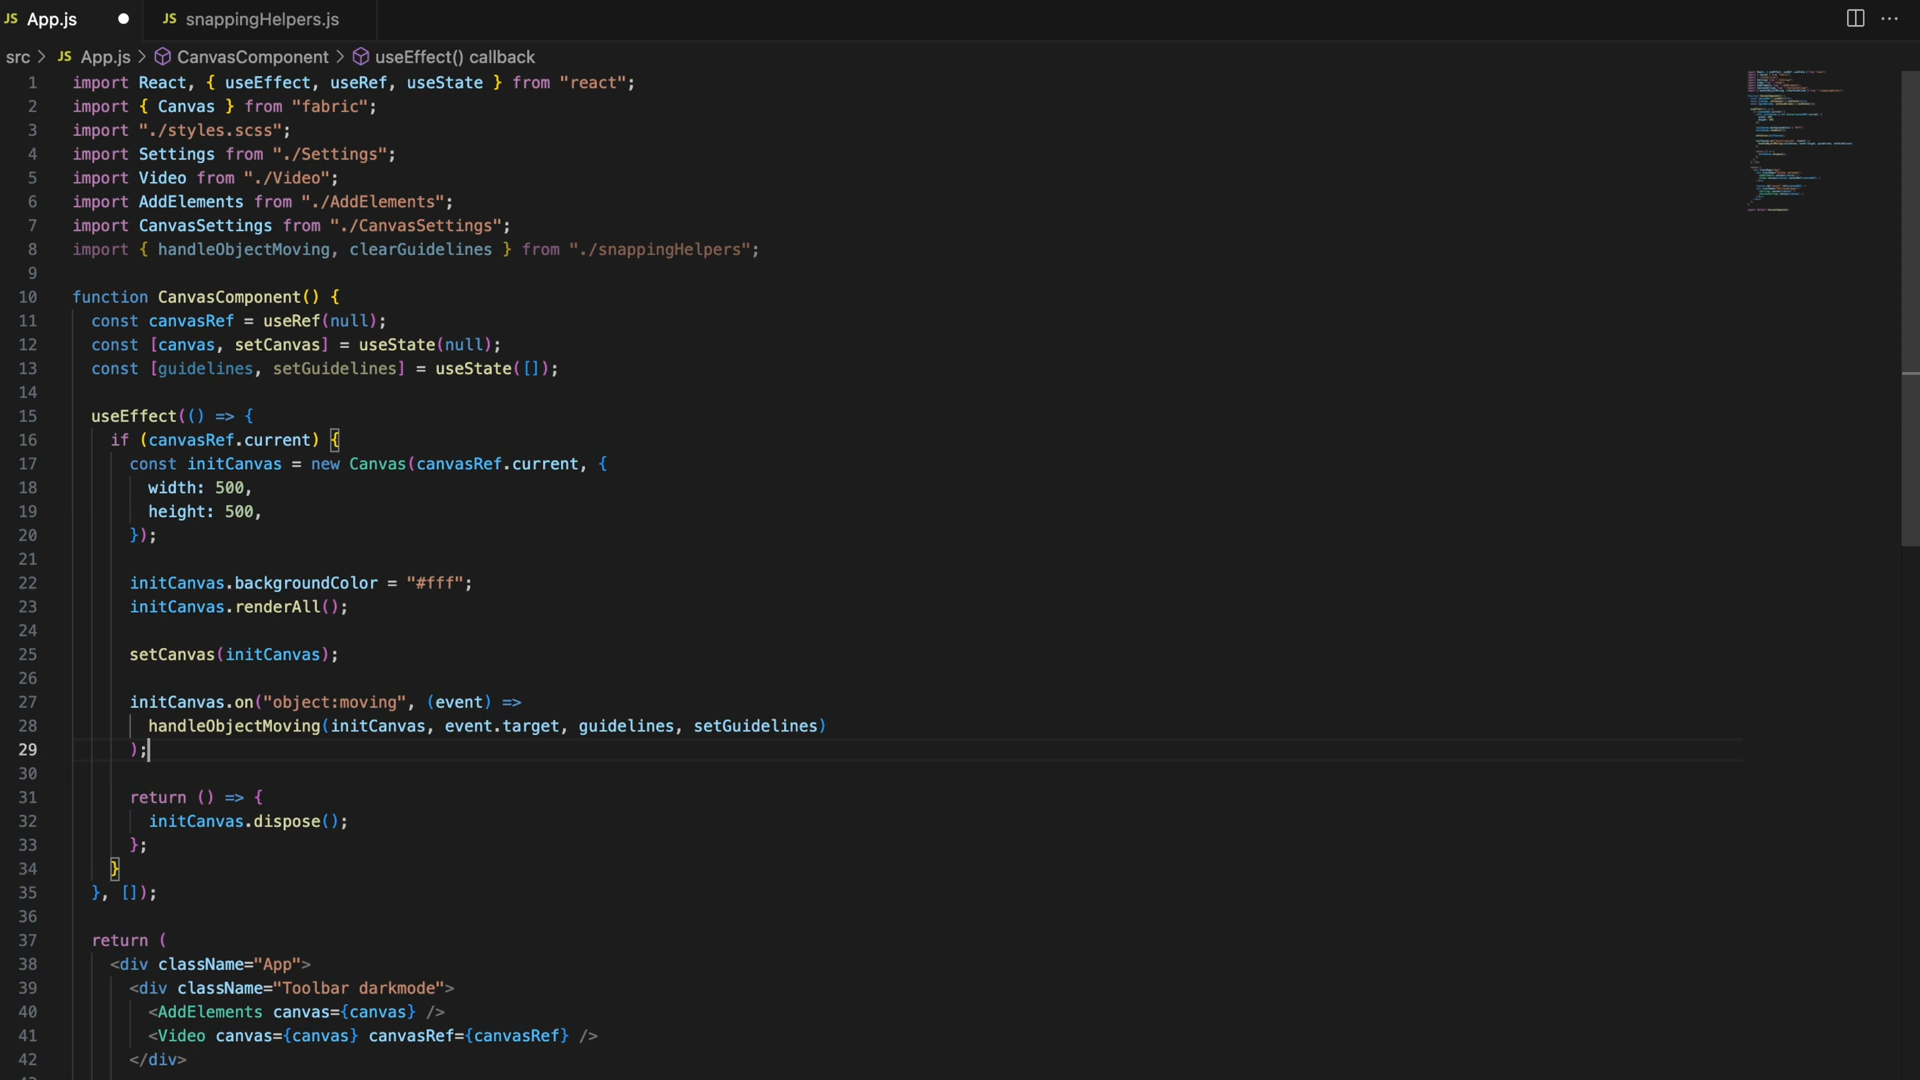 JS App.js ● JS snappingHelpers.js
src > JS App.js > CanvasComponent > useEffect() callback
1 import React, { useEffect, useRef, useState } from "react";
2 import { Canvas } from "fabric";
3 import "./styles.scss";
4 import Settings from "./Settings";
5 import Video from "./Video";
6 import AddElements from "./AddElements";
7 import CanvasSettings from "./CanvasSettings";
8 import { handleObjectMoving, clearGuidelines } from "./snappingHelpers";
9
10 function CanvasComponent() {
11   const canvasRef = useRef(null);
12   const [canvas, setCanvas] = useState(null);
13   const [guidelines, setGuidelines] = useState([]);
14
15   useEffect(() => {
16     if (canvasRef.current) {
17       const initCanvas = new Canvas(canvasRef.current, {
18         width: 500,
19         height: 500,
20       });
21
22       initCanvas.backgroundColor = "#fff";
23       initCanvas.renderAll();
24
25       setCanvas(initCanvas);
26
27       initCanvas.on("object:moving", (event) =>
28         handleObjectMoving(initCanvas, event.target, guidelines, setGuidelines)
29       );
30
31       return () => {
32         initCanvas.dispose();
33       };
34     }
35   }, []);
36
37   return (
38     <div className="App">
39       <div className="Toolbar darkmode">
40         <AddElements canvas={canvas} />
41         <Video canvas={canvas} canvasRef={canvasRef} />
42       </div>